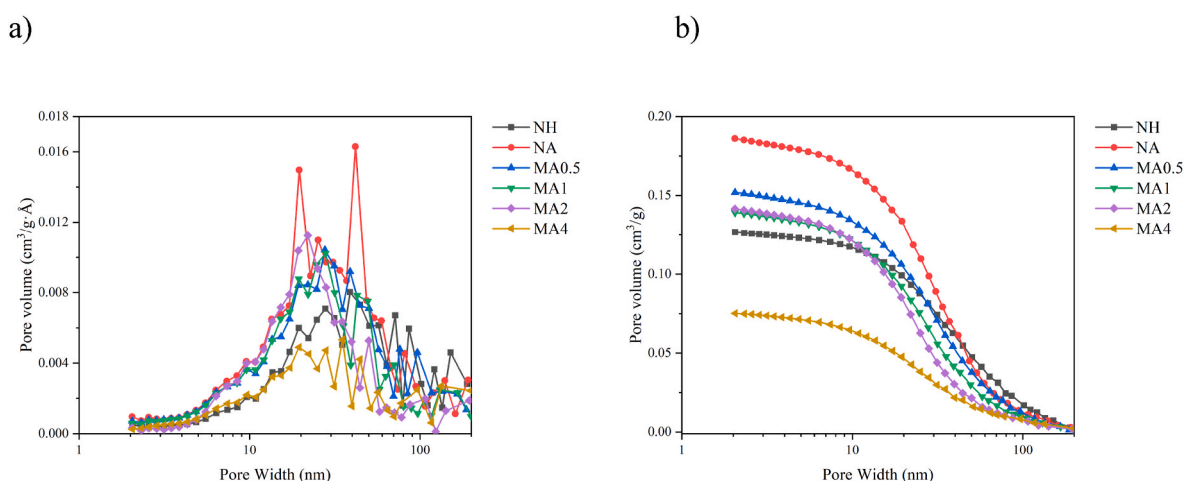 a)
b)
0.018
0.016
0.012
0.008
0.004
0.000
Pore volume (cm³/g·Å)
1
10
100
Pore Width (nm)
NH
NA
MA0.5
MA1
MA2
MA4
0.20
0.15
0.10
0.05
0.00
Pore volume (cm³/g)
1
10
100
Pore Width (nm)
NH
NA
MA0.5
MA1
MA2
MA4